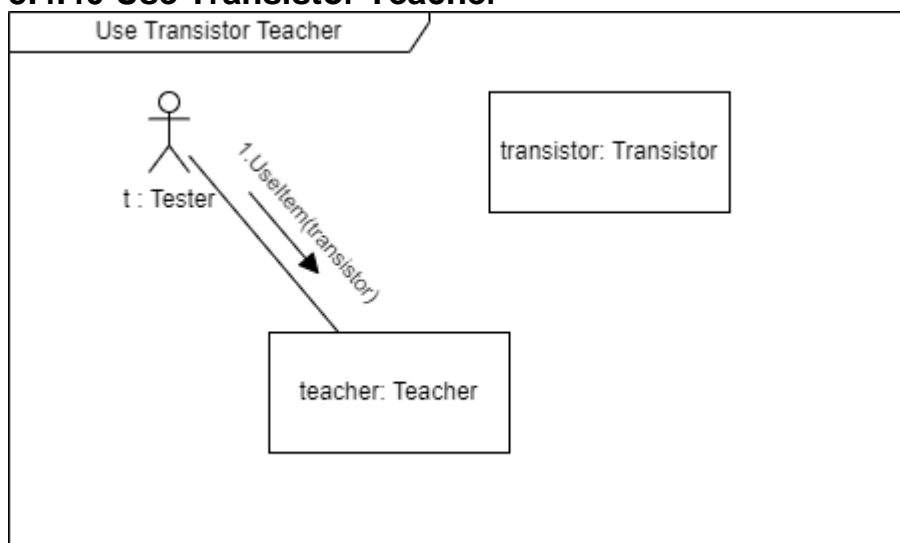 Use Transistor Teacher
t : Tester
1.UseItem(transistor)
transistor: Transistor
teacher: Teacher